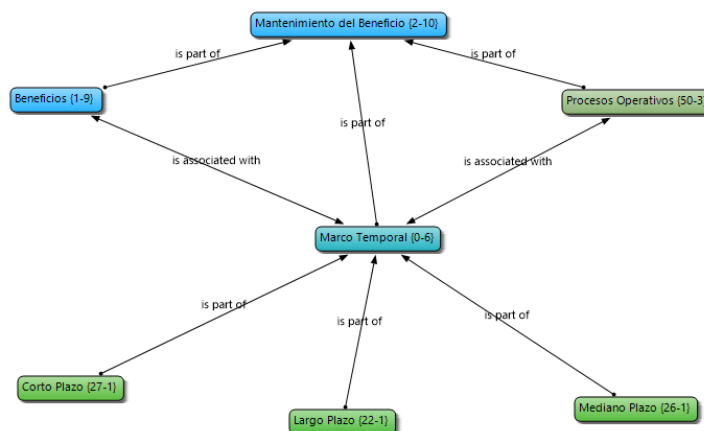 Mantenimiento del Beneficio {2-10}
is part of
is part of
Beneficios {1-9}
Procesos Operativos {50-3}
is part of
is associated with
is associated with
Marco Temporal {0-6}
is part of
is part of
is part of
Corto Plazo {27-1}
Mediano Plazo {26-1}
Largo Plazo {22-1}